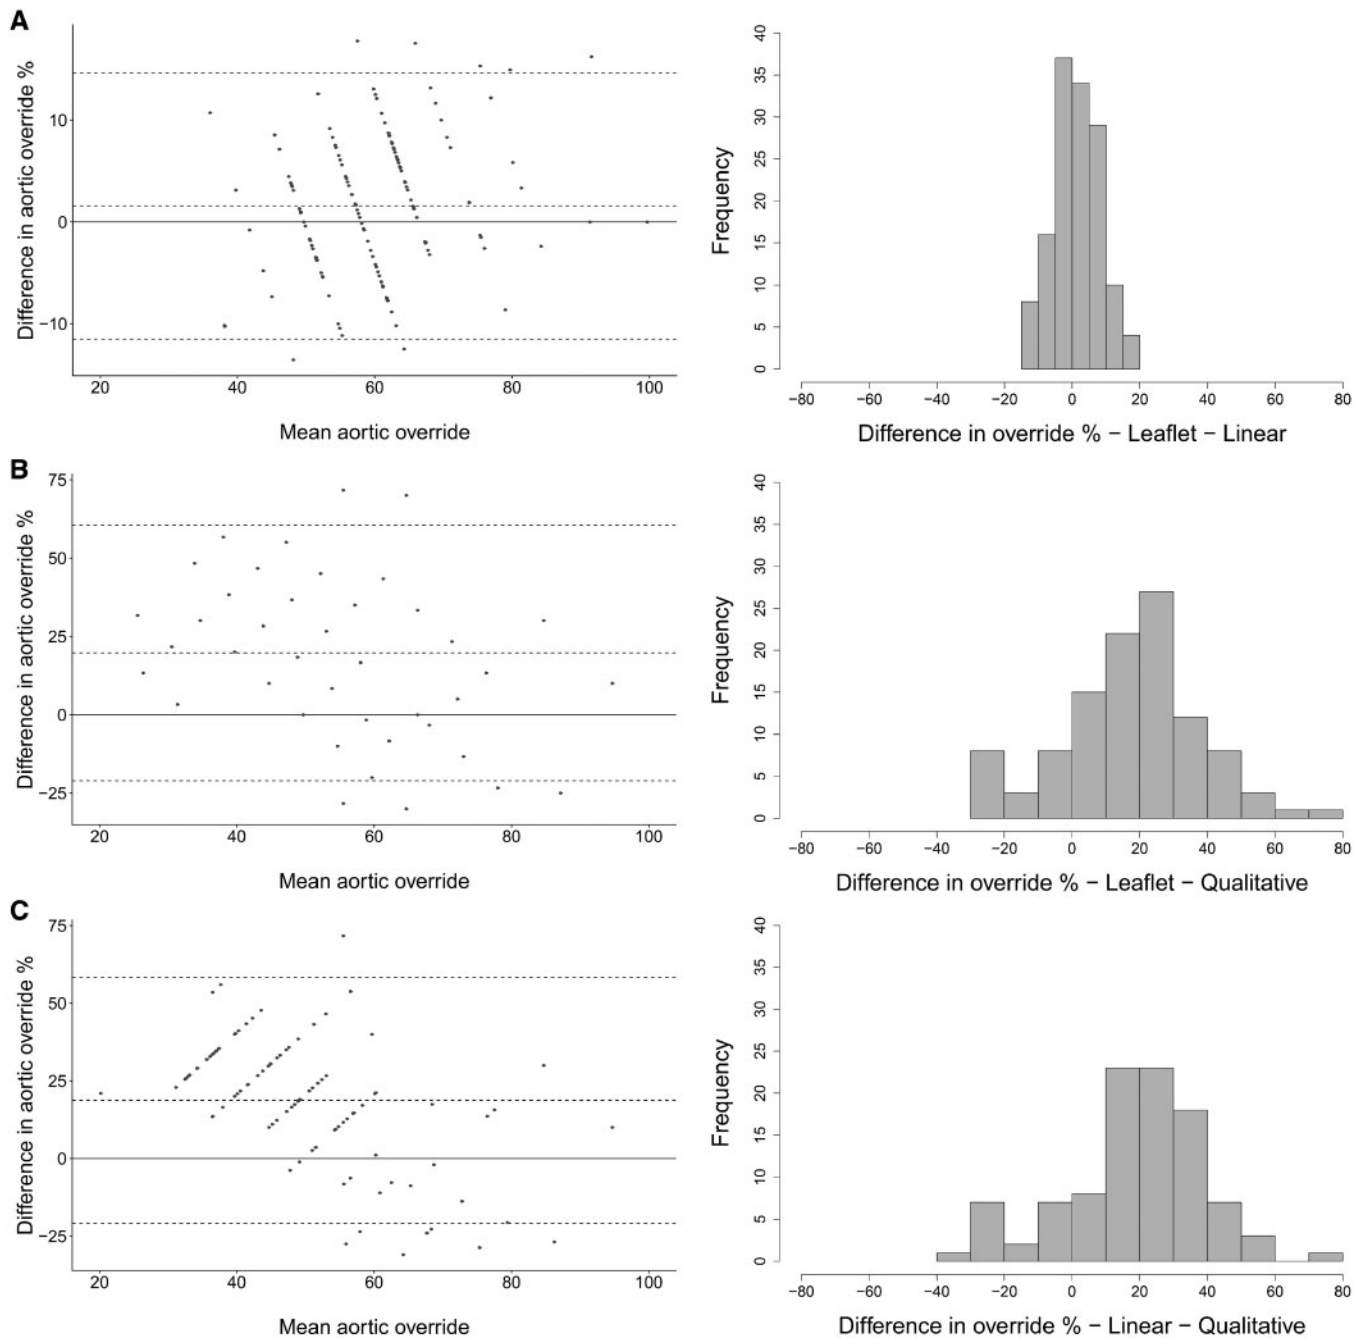 A
Difference in aortic override %
10
0
−10
20 40 60 80 100
Mean aortic override
Frequency
40
35
30
25
20
15
10
5
0
−80 −60 −40 −20 0 20 40 60 80
Difference in override % − Leaflet − Linear
B
Difference in aortic override %
75
50
25
0
−25
20 40 60 80 100
Mean aortic override
Frequency
40
35
30
25
20
15
10
5
0
−80 −60 −40 −20 0 20 40 60 80
Difference in override % − Leaflet − Qualitative
C
Difference in aortic override %
75
50
25
0
−25
20 40 60 80 100
Mean aortic override
Frequency
40
35
30
25
20
15
10
5
0
−80 −60 −40 −20 0 20 40 60 80
Difference in override % − Linear − Qualitative